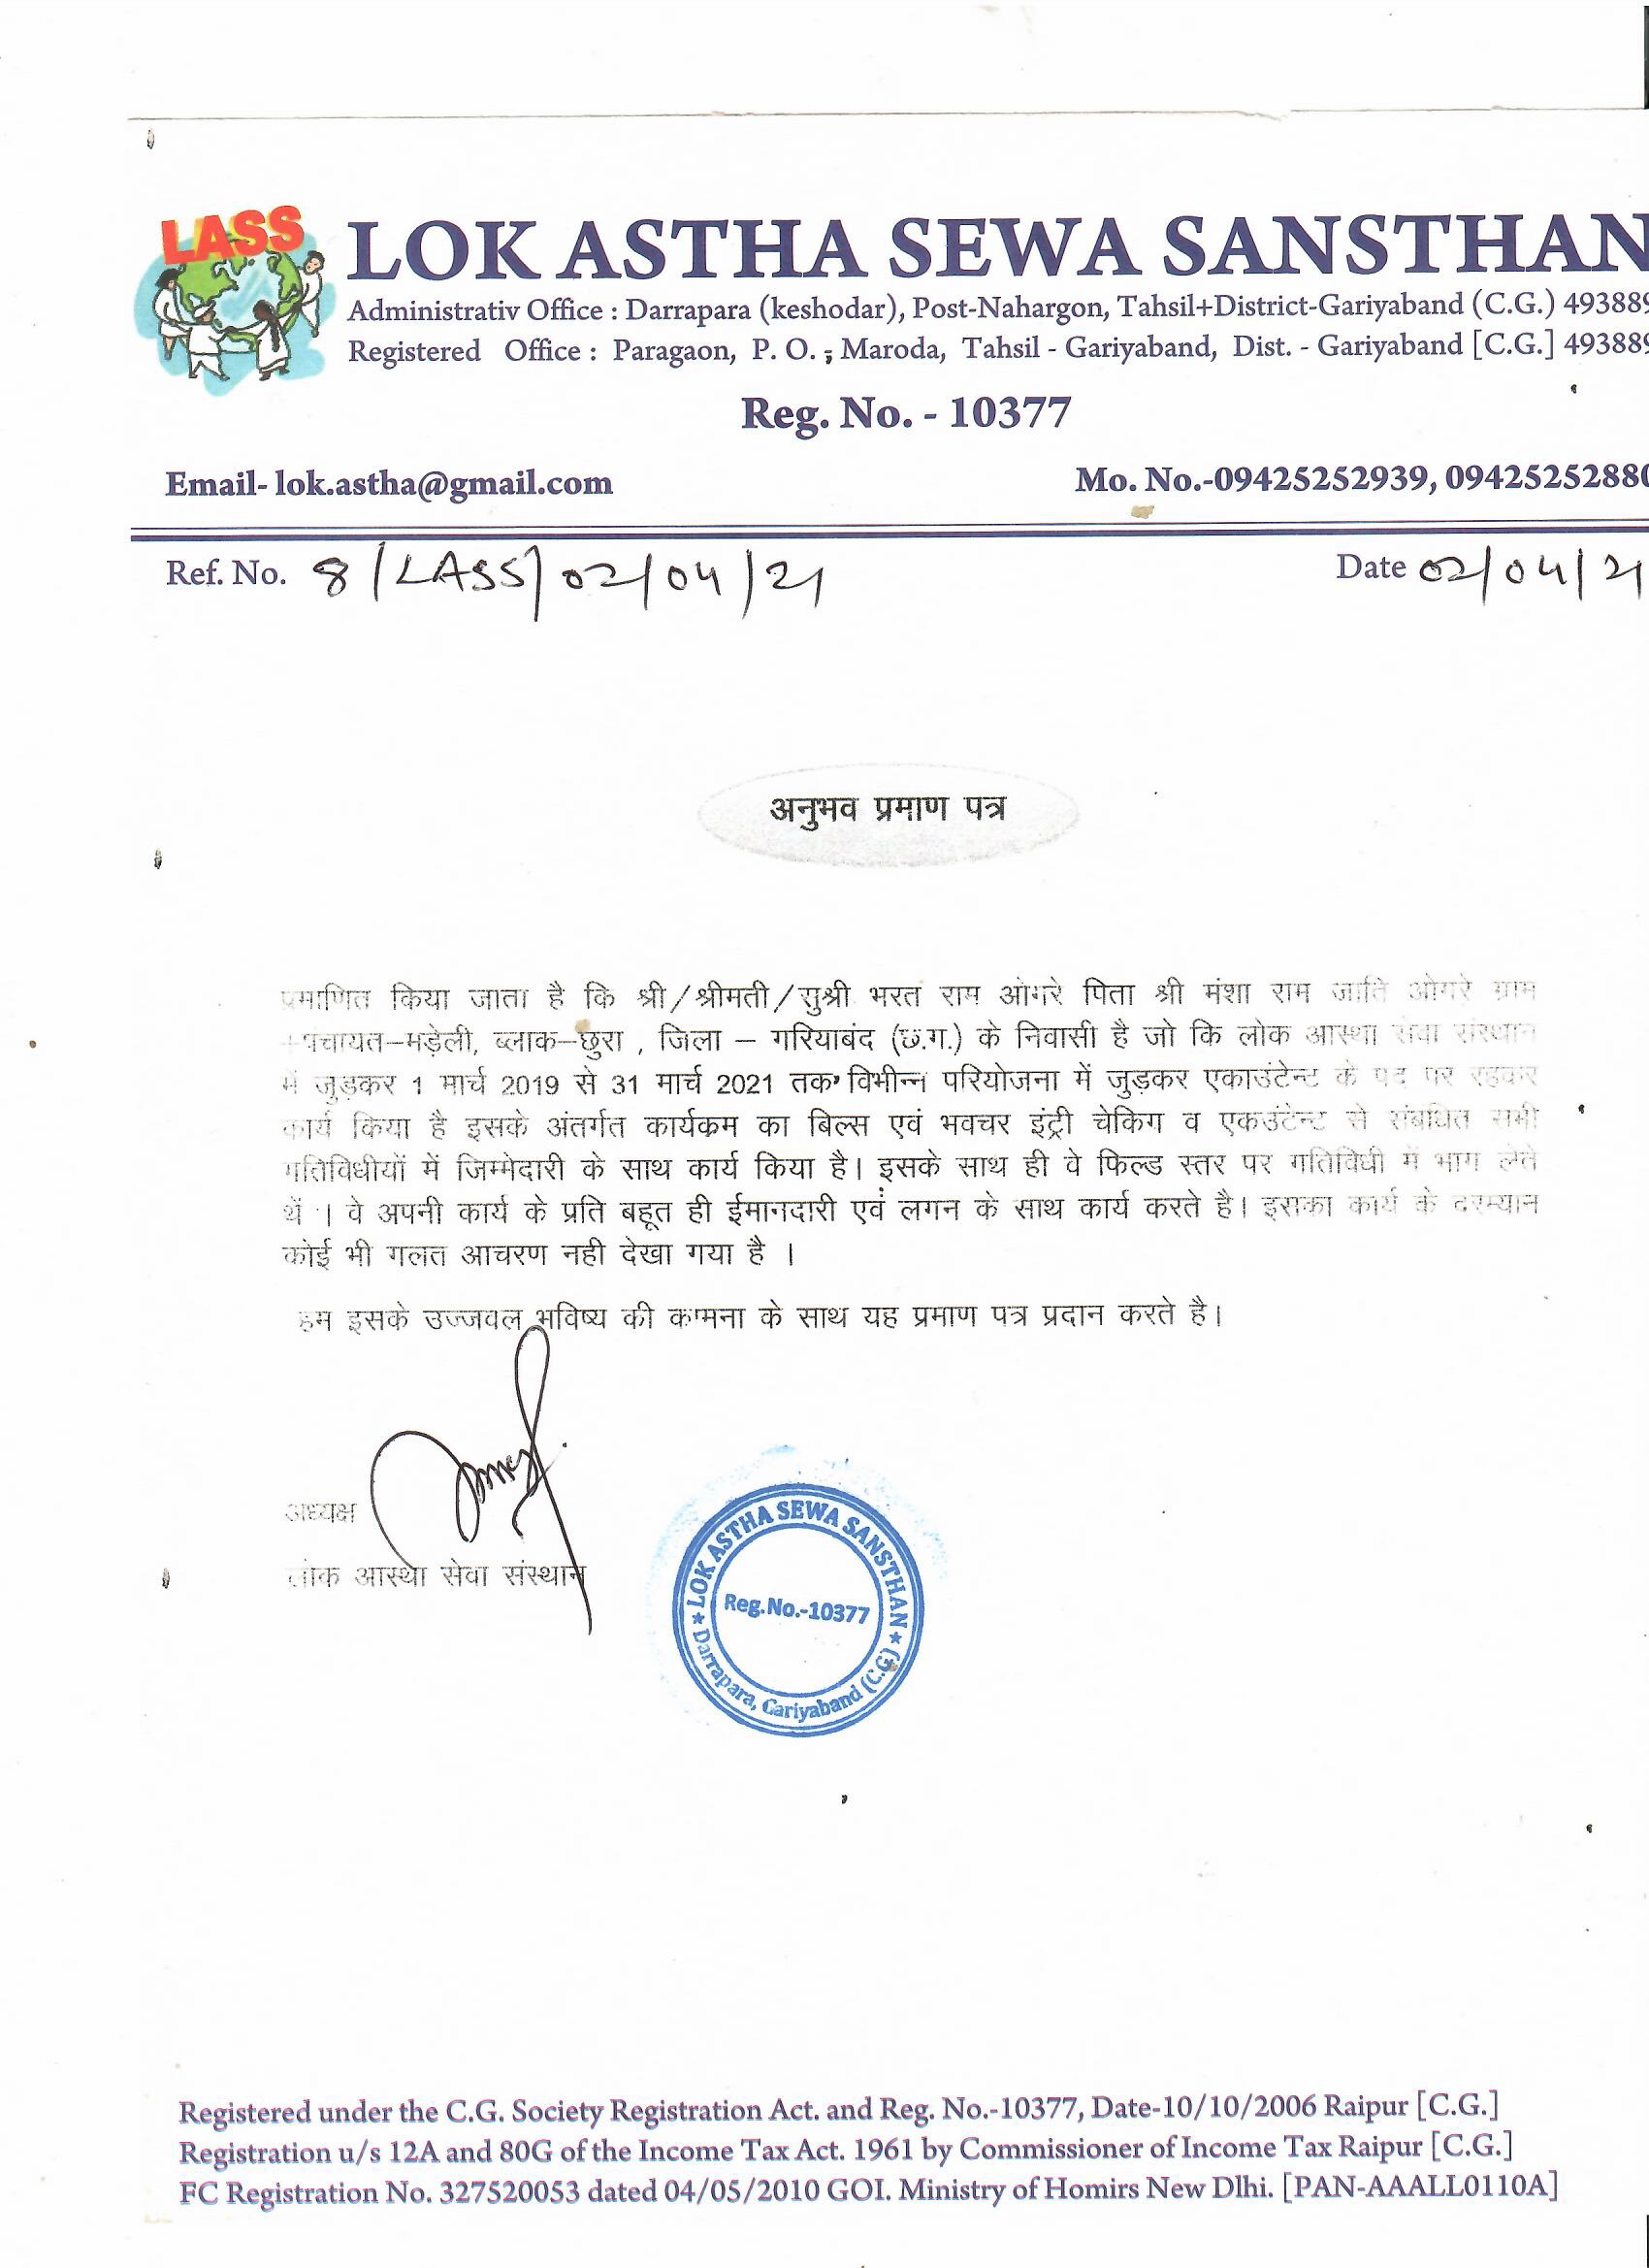 LASS
LOK ASTHA SEWA SANSTHAN
Administrativ Office : Darrapara (keshodar), Post-Nahargon, Tahsil+District-Gariyaband (C.G.) 493889
Registered Office : Paragaon, P. O. ; Maroda, Tahsil - Gariyaband, Dist. - Gariyaband [C.G.] 493889
Reg. No. - 10377
Email- lok.astha@gmail.com Mo. No.-09425252939, 09425252880
Ref. No. 8/LASS/02/04/21 Date 02/04/21
अनुभव प्रमाण पत्र
प्रमाणित किया जाता है कि श्री/श्रीमती/सुश्री भरत राम ओगरे पिता श्री मंशा राम जाति ओगरे ग्राम
+पंचायत–मड़ेली, ब्लाक–छुरा , जिला – गरियाबंद (छ.ग.) के निवासी है जो कि लोक आस्था सेवा संस्थान
में जुड़कर 1 मार्च 2019 से 31 मार्च 2021 तक विभीन्न परियोजना में जुड़कर एकाउंटेन्ट के पद पर रहकर
कार्य किया है इसके अंतर्गत कार्यक्रम का बिल्स एवं भवचर इंट्री चेकिग व एकउंटेन्ट से संबधित सभी
गतिविधीयों में जिम्मेदारी के साथ कार्य किया है। इसके साथ ही वे फिल्ड स्तर पर गतिविधी में भाग लेते
थें । वे अपनी कार्य के प्रति बहूत ही ईमानदारी एवं लगन के साथ कार्य करते है। इसका कार्य के दरम्यान
कोई भी गलत आचरण नही देखा गया है ।
हम इसके उज्जवल भविष्य की कामना के साथ यह प्रमाण पत्र प्रदान करते है।
अध्यक्ष
लोक आस्था सेवा संस्थान
LOK ASTHA SEWA SANSTHAN
Reg.No.-10377
Darrapara, Gariyaband (C.G)
Registered under the C.G. Society Registration Act. and Reg. No.-10377, Date-10/10/2006 Raipur [C.G.]
Registration u/s 12A and 80G of the Income Tax Act. 1961 by Commissioner of Income Tax Raipur [C.G.]
FC Registration No. 327520053 dated 04/05/2010 GOI. Ministry of Homirs New Dlhi. [PAN-AAALL0110A]